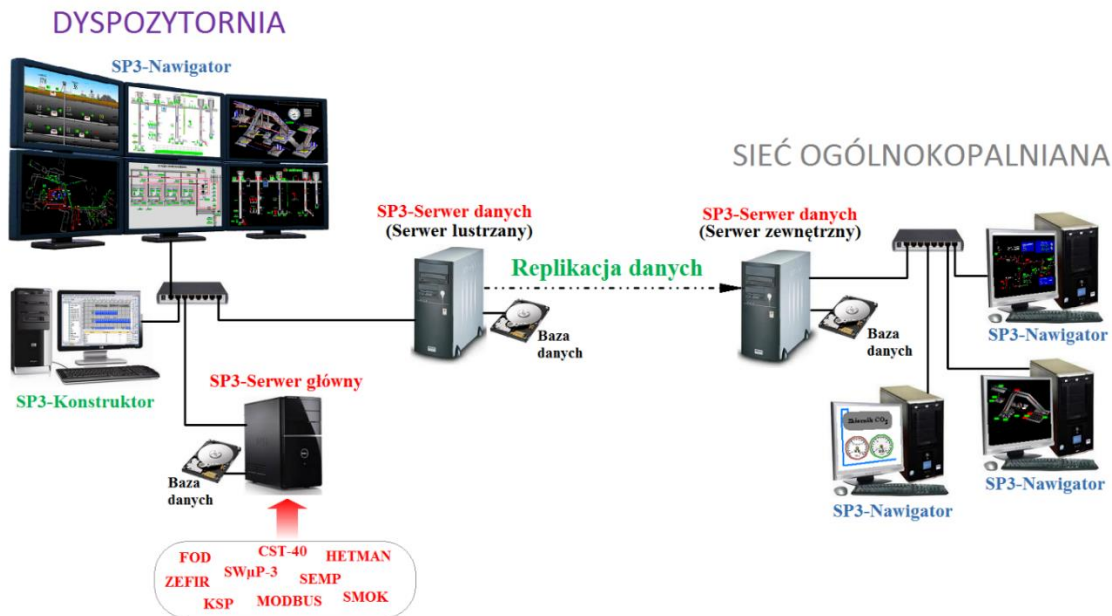 DYSPOZYTORNIA
SP3-Nawigator
SIEĆ OGÓLNOKOPALNIANA
SP3-Serwer danych
(Serwer lustrzany)
Replikacja danych
SP3-Serwer danych
(Serwer zewnętrzny)
Baza
danych
Baza
danych
SP3-Nawigator
SP3-Konstruktor
SP3-Serwer główny
Baza
danych
Zbiornik CO2
SP3-Nawigator
SP3-Nawigator
FOD CST-40 HETMAN
ZEFIR SWµP-3 SEMP
KSP MODBUS SMOK